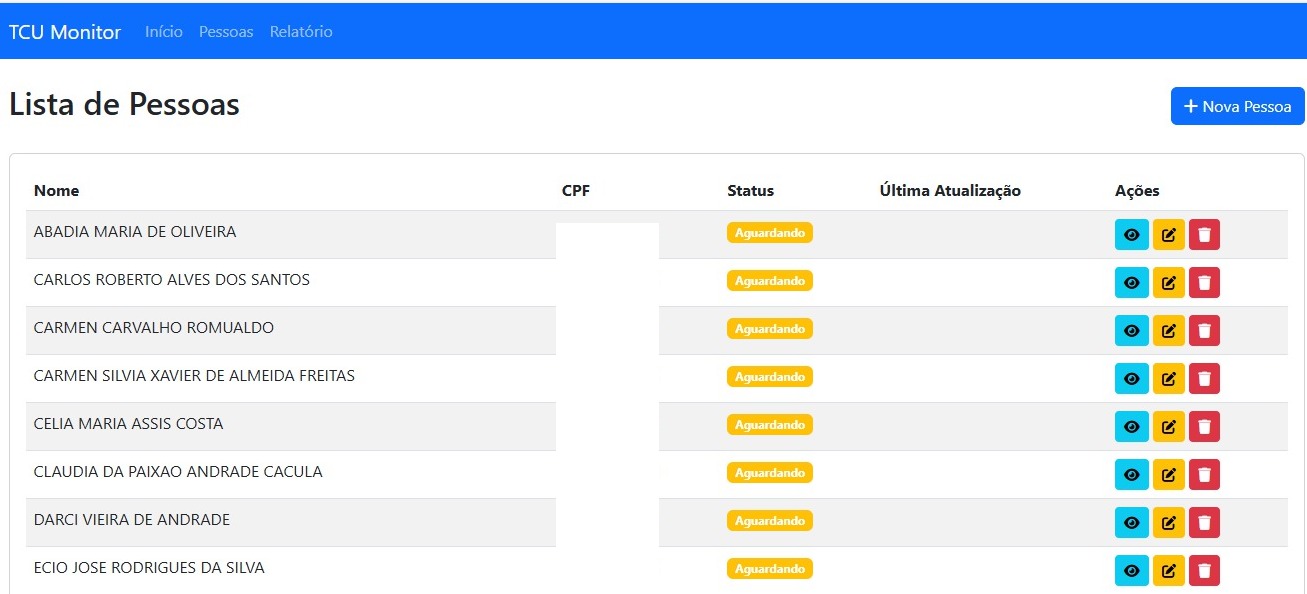 TCU Monitor Início Pessoas Relatório
Lista de Pessoas
+ Nova Pessoa
Nome CPF Status Última Atualização Ações
ABADIA MARIA DE OLIVEIRA Aguardando
CARLOS ROBERTO ALVES DOS SANTOS Aguardando
CARMEN CARVALHO ROMUALDO Aguardando
CARMEN SILVIA XAVIER DE ALMEIDA FREITAS Aguardando
CELIA MARIA ASSIS COSTA Aguardando
CLAUDIA DA PAIXAO ANDRADE CACULA Aguardando
DARCI VIEIRA DE ANDRADE Aguardando
ECIO JOSE RODRIGUES DA SILVA Aguardando